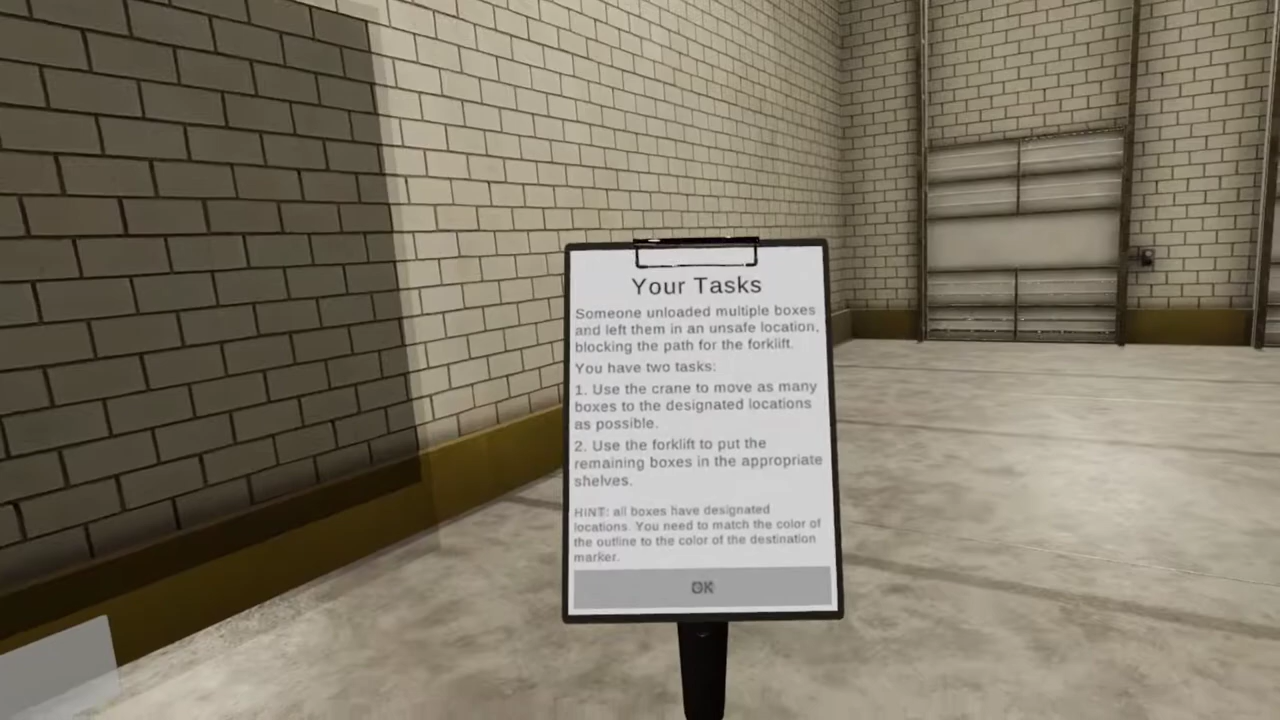 Your Tasks
Someone unloaded multiple boxes
and left them in an unsafe location,
blocking the path for the forklift.
You have two tasks:
1. Use the crane to move as many
boxes to the designated locations
as possible.
2. Use the forklift to put the
remaining boxes in the appropriate
shelves.
HINT: all boxes have designated
locations. You need to match the color of
the outline to the color of the destination
marker.
OK